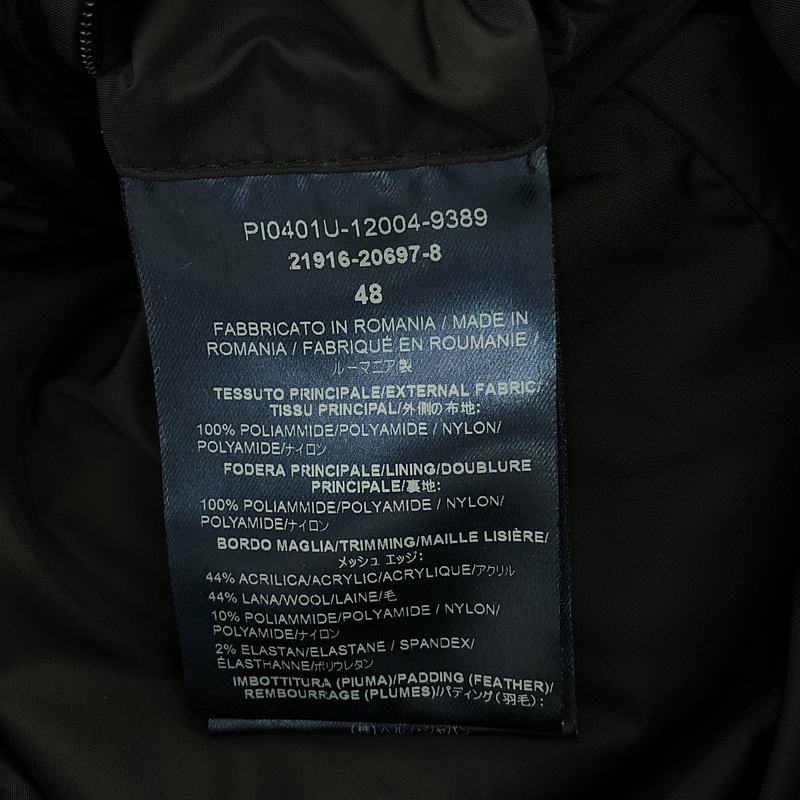 PI0401U-12004-9389
21916-20697-8
48
FABBRICATO IN ROMANIA / MADE IN
ROMANIA / FABRIQUÉ EN ROUMANIE /
ルーマニア製
TESSUTO PRINCIPALE/EXTERNAL FABRIC/
TISSU PRINCIPAL/外側の布地:
100% POLIAMMIDE/POLYAMIDE / NYLON/
POLYAMIDE/ナイロン
FODERA PRINCIPALE/LINING/DOUBLURE
PRINCIPALE/裏地:
100% POLIAMMIDE/POLYAMIDE / NYLON/
POLYAMIDE/ナイロン
BORDO MAGLIA/TRIMMING/MAILLE LISIÈRE/
メッシュ エッジ:
44% ACRILICA/ACRYLIC/ACRYLIQUE/アクリル
44% LANA/WOOL/LAINE/毛
10% POLIAMMIDE/POLYAMIDE / NYLON/
POLYAMIDE/ナイロン
2% ELASTAN/ELASTANE / SPANDEX/
ÉLASTHANNE/ポリウレタン
IMBOTTITURA (PIUMA)/PADDING (FEATHER)/
REMBOURRAGE (PLUMES)/パディング(羽毛):